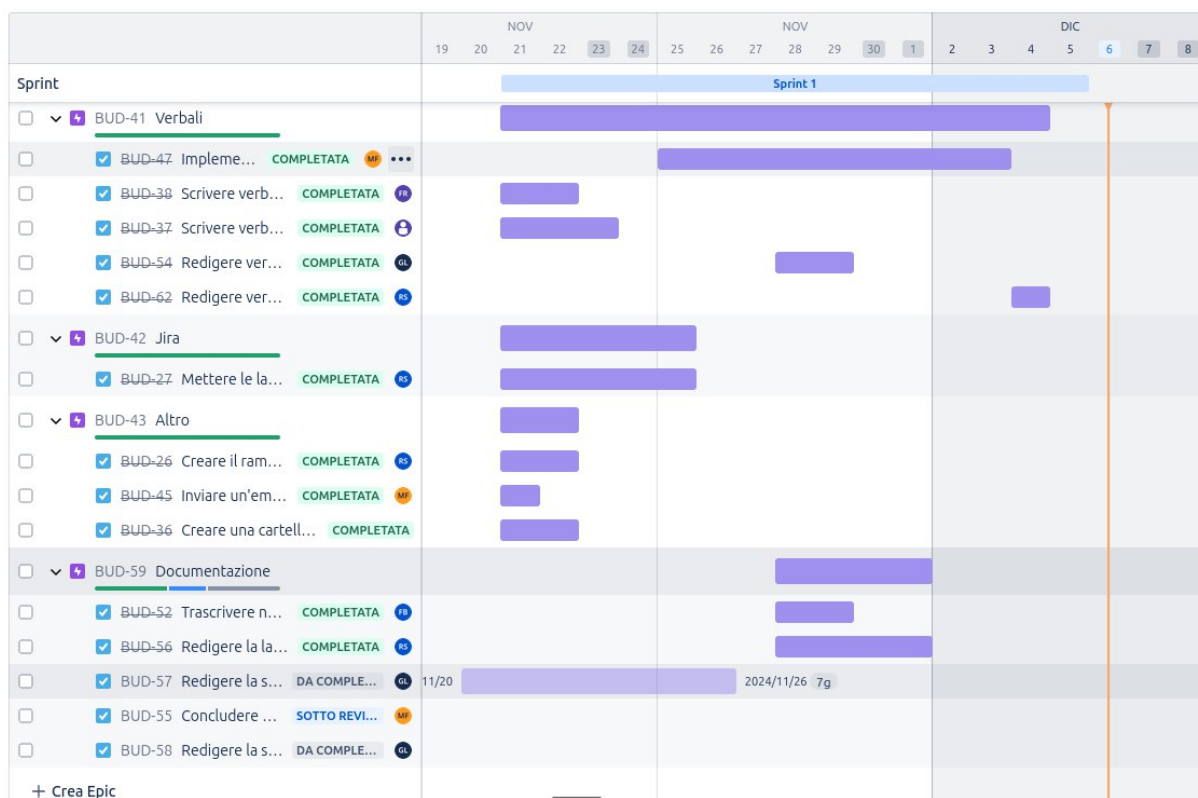 NOV NOV DIC
19 20 21 22 23 24 25 26 27 28 29 30 1 2 3 4 5 6 7 8
Sprint Sprint 1
BUD-41 Verbali
BUD-47 Impleme... COMPLETATA MF •••
BUD-38 Scrivere verb... COMPLETATA FR
BUD-37 Scrivere verb... COMPLETATA
BUD-54 Redigere ver... COMPLETATA GL
BUD-62 Redigere ver... COMPLETATA RS
BUD-42 Jira
BUD-27 Mettere le la... COMPLETATA RS
BUD-43 Altro
BUD-26 Creare il ram... COMPLETATA RS
BUD-45 Inviare un'em... COMPLETATA MF
BUD-36 Creare una cartell... COMPLETATA
BUD-59 Documentazione
BUD-52 Trascrivere n... COMPLETATA FB
BUD-56 Redigere la la... COMPLETATA RS
BUD-57 Redigere la s... DA COMPLE... GL 11/20 2024/11/26 7g
BUD-55 Concludere ... SOTTO REVI... MF
BUD-58 Redigere la s... DA COMPLE... GL
+ Crea Epic